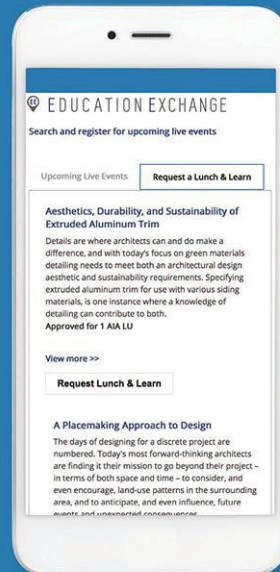 EDUCATION EXCHANGE
Search and register for upcoming live events
Upcoming Live Events
Request a Lunch & Learn
Aesthetics, Durability, and Sustainability of
Extruded Aluminum Trim
Details are where architects can and do make a
difference, and with today's focus on green materials
detailing needs to meet both an architectural design
aesthetic and sustainability requirements. Specifying
extruded aluminum trim for use with various siding
materials, is one instance where a knowledge of
detailing can contribute to both.
Approved for 1 AIA LU
View more >>
Request Lunch & Learn
A Placemaking Approach to Design
The days of designing for a discrete project are
numbered. Today's most forward-thinking architects
are finding it their mission to go beyond their project –
in terms of both space and time – to consider, and
even encourage, land-use patterns in the surrounding
area, and to anticipate, and even influence, future
events and unexpected consequences.